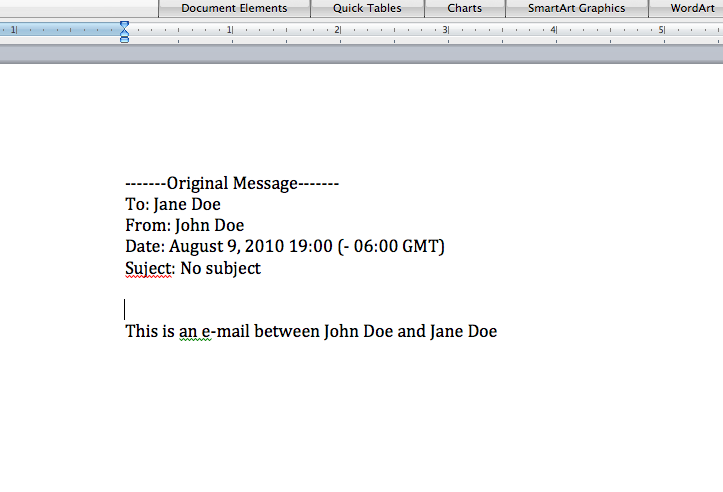 Document Elements Quick Tables Charts SmartArt Graphics WordArt
1 1 2 3 4 5
-------Original Message-------
To: Jane Doe
From: John Doe
Date: August 9, 2010 19:00 (- 06:00 GMT)
Suject: No subject
This is an e-mail between John Doe and Jane Doe